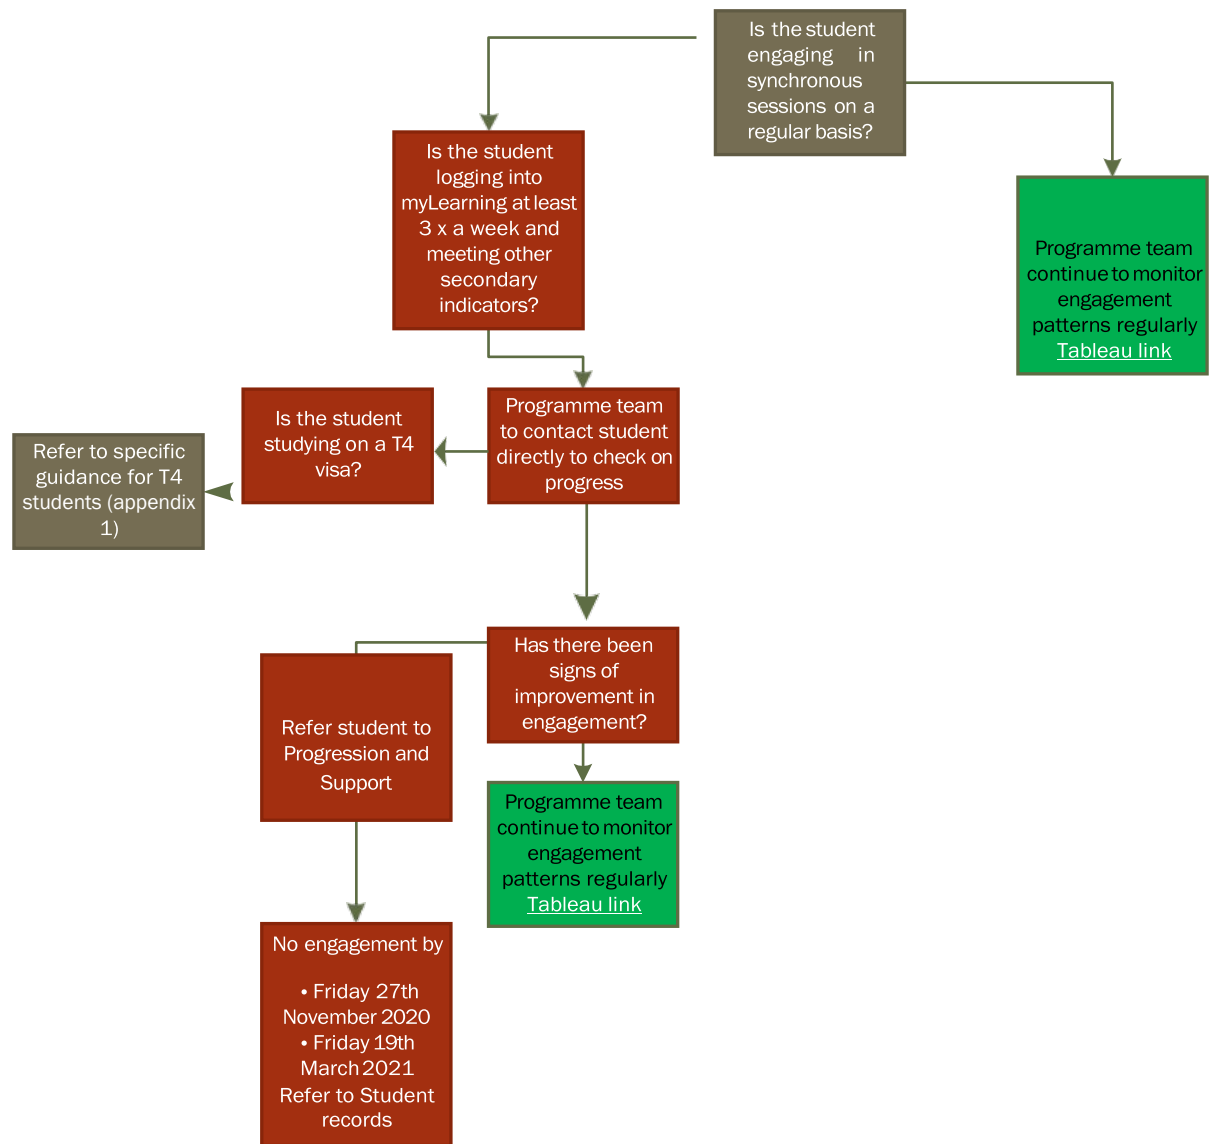 Is the student
engaging in
synchronous
sessions on a
regular basis?
Is the student
logging into
myLearning at least
3 x a week and
meeting other
secondary
indicators?
Programme team
continue to monitor
engagement
patterns regularly
Tableau link
Programme team
to contact student
directly to check on
progress
Is the student
studying on a T4
visa?
Refer to specific
guidance for T4
students (appendix
1)
Has there been
signs of
improvement in
engagement?
Refer student to
Progression and
Support
Programme team
continue to monitor
engagement
patterns regularly
Tableau link
No engagement by
• Friday 27th
November 2020
• Friday 19th
March 2021
Refer to Student
records